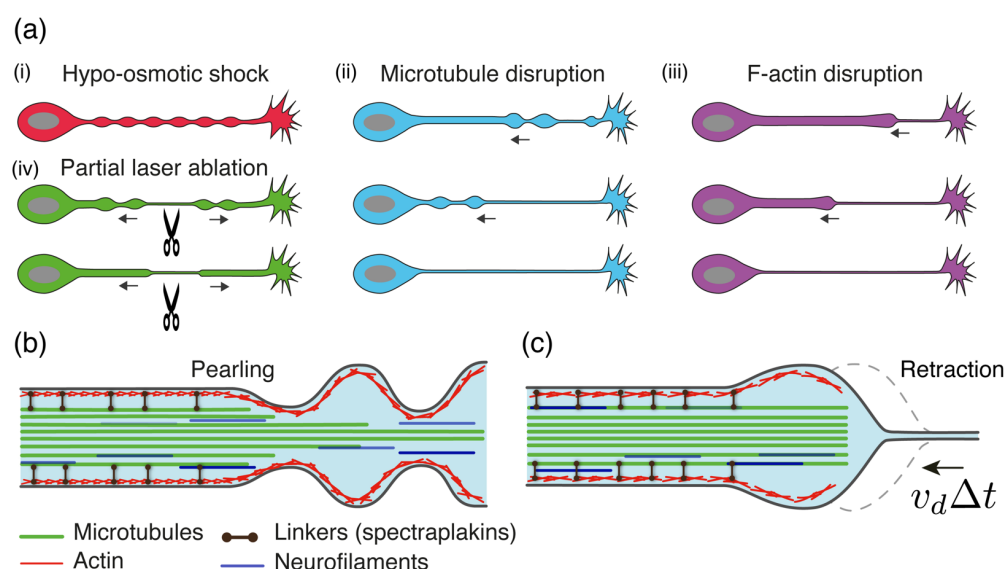 (a)
(i) Hypo-osmotic shock
(ii) Microtubule disruption
(iii) F-actin disruption
(iv) Partial laser ablation
(b)
Pearling
(c)
Retraction
v_dΔt
Microtubules
Linkers (spectraplakins)
Actin
Neurofilaments